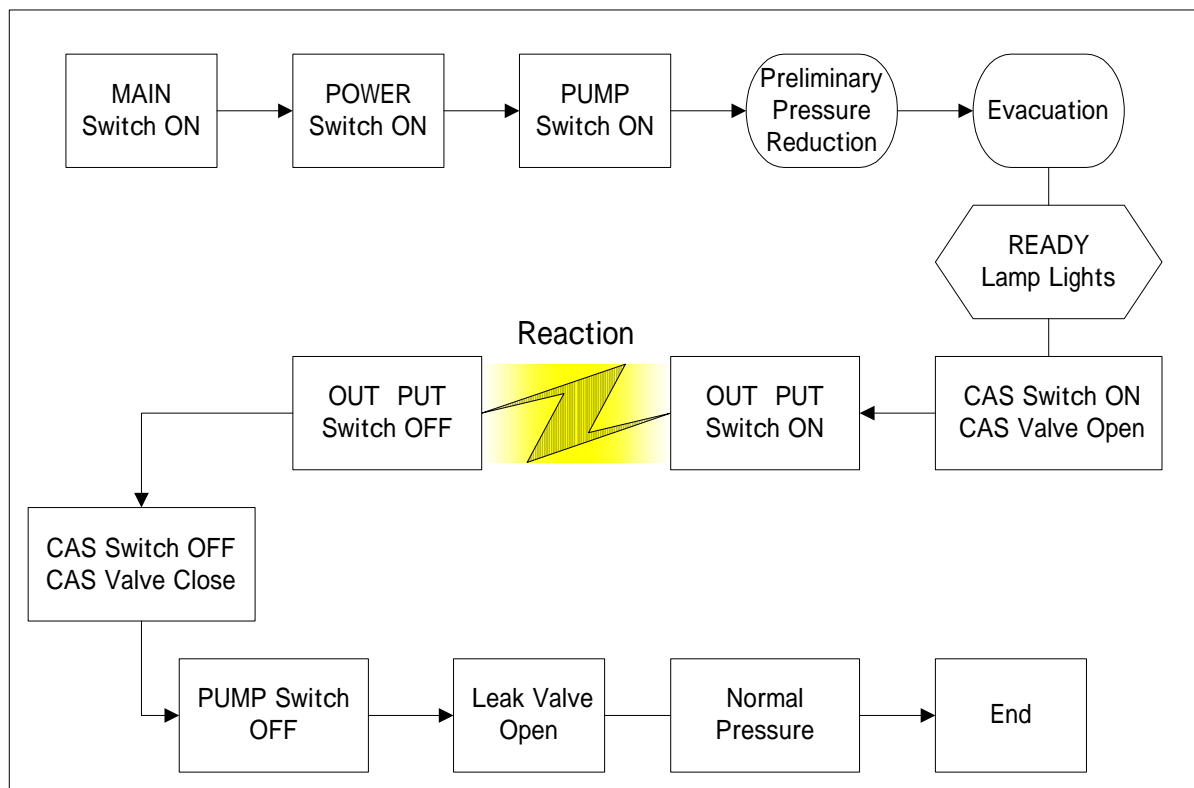 MAIN
Switch ON
POWER
Switch ON
PUMP
Switch ON
Preliminary
Pressure
Reduction
Evacuation
READY
Lamp Lights
CAS Switch ON
CAS Valve Open
OUT PUT
Switch ON
Reaction
OUT PUT
Switch OFF
CAS Switch OFF
CAS Valve Close
PUMP Switch
OFF
Leak Valve
Open
Normal
Pressure
End